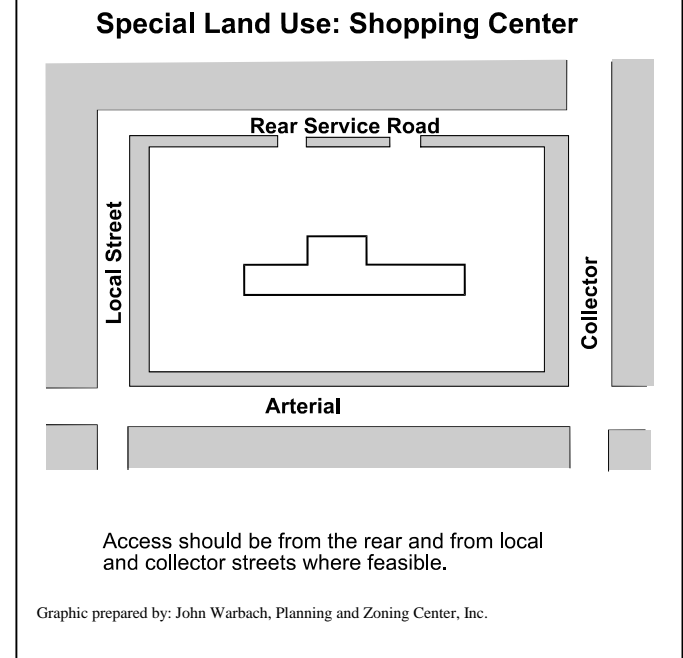 Special Land Use: Shopping Center
Rear Service Road
Local Street
Collector
Arterial
Access should be from the rear and from local
and collector streets where feasible.
Graphic prepared by: John Warbach, Planning and Zoning Center, Inc.